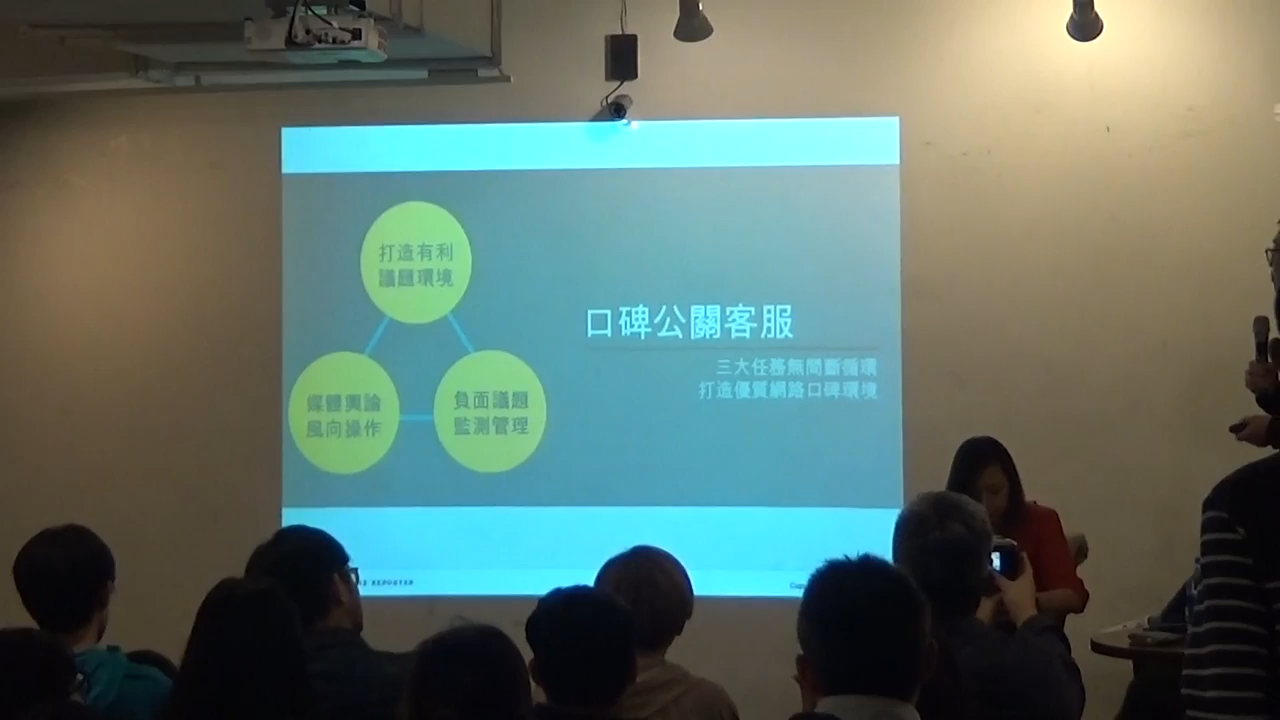 打造有利
議題環境
媒體輿論
風向操作
負面議題
監測管理
口碑公關客服
三大任務無間斷循環
打造優質網路口碑環境
REPORTER